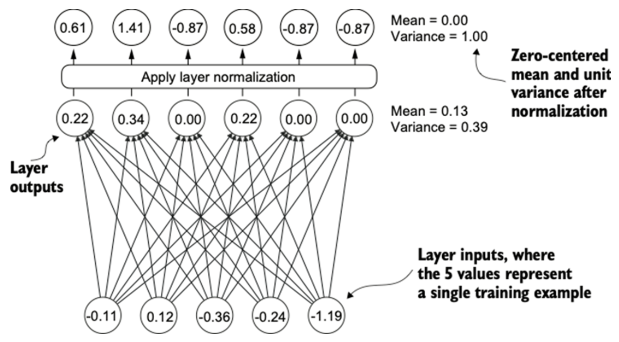 0.61 1.41 -0.87 0.58 -0.87 -0.87
Mean = 0.00
Variance = 1.00
Zero-centered
mean and unit
variance after
normalization
Apply layer normalization
0.22 0.34 0.00 0.22 0.00 0.00
Mean = 0.13
Variance = 0.39
Layer
outputs
Layer inputs, where
the 5 values represent
a single training example
-0.11 0.12 -0.36 -0.24 -1.19